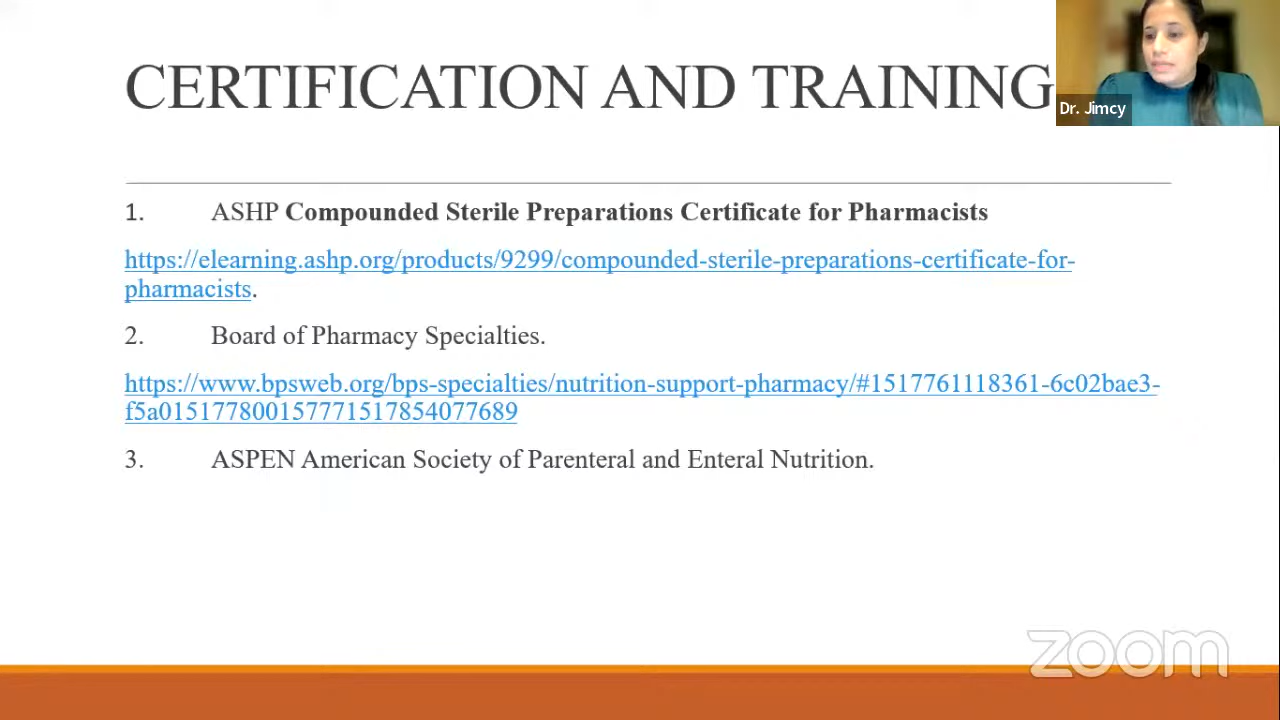 CERTIFICATION AND TRAINING
Dr. Jimcy
1. ASHP Compounded Sterile Preparations Certificate for Pharmacists
https://elearning.ashp.org/products/9299/compounded-sterile-preparations-certificate-for-
pharmacists.
2. Board of Pharmacy Specialties.
https://www.bpsweb.org/bps-specialties/nutrition-support-pharmacy/#1517761118361-6c02bae3-
f5a015177800157771517854077689
3. ASPEN American Society of Parenteral and Enteral Nutrition.
zoom